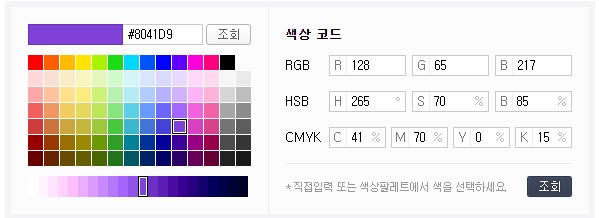 #8041D9 조회
색상 코드
RGB R 128 G 65 B 217
HSB H 265 ° S 70 % B 85 %
CMYK C 41 % M 70 % Y 0 % K 15 %
* 직접입력 또는 색상팔레트에서 색을 선택하세요. 조회